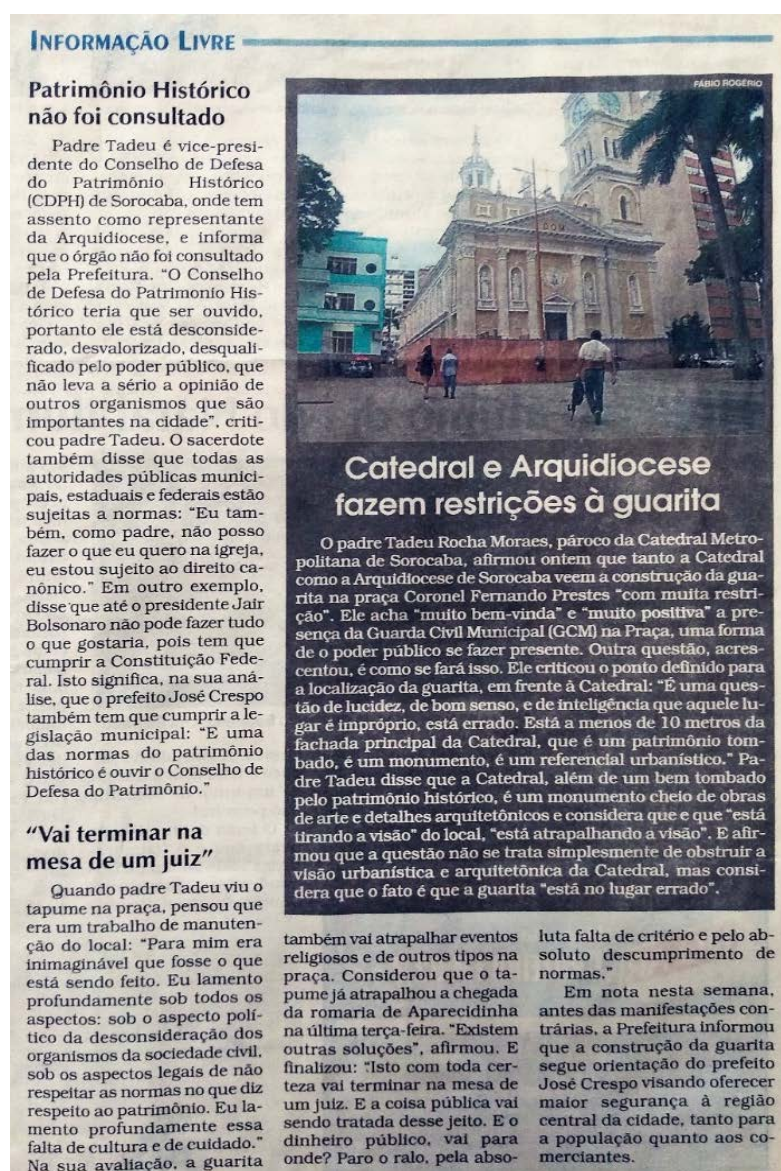 INFORMAÇÃO LIVRE
Patrimônio Histórico
não foi consultado
Padre Tadeu é vice-presi-
dente do Conselho de Defesa
do Patrimônio Histórico
(CDPH) de Sorocaba, onde tem
assento como representante
da Arquidiocese, e informa
que o órgão não foi consultado
pela Prefeitura. "O Conselho
de Defesa do Patrimonio His-
tórico teria que ser ouvido,
portanto ele está desconside-
rado, desvalorizado, desquali-
ficado pelo poder público, que
não leva a sério a opinião de
outros organismos que são
importantes na cidade", criti-
cou padre Tadeu. O sacerdote
também disse que todas as
autoridades públicas munici-
pais, estaduais e federais estão
sujeitas a normas: "Eu tam-
bém, como padre, não posso
fazer o que eu quero na igreja,
eu estou sujeito ao direito ca-
nônico." Em outro exemplo,
disse que até o presidente Jair
Bolsonaro não pode fazer tudo
o que gostaria, pois tem que
cumprir a Constituição Fede-
ral. Isto significa, na sua aná-
lise, que o prefeito José Crespo
também tem que cumprir a le-
gislação municipal: "E uma
das normas do patrimônio
histórico é ouvir o Conselho de
Defesa do Patrimônio."
"Vai terminar na
mesa de um juiz"
Quando padre Tadeu viu o
tapume na praça, pensou que
era um trabalho de manuten-
ção do local: "Para mim era
inimaginável que fosse o que
está sendo feito. Eu lamento
profundamente sob todos os
aspectos: sob o aspecto polí-
tico da desconsideração dos
organismos da sociedade civil,
sob os aspectos legais de não
respeitar as normas no que diz
respeito ao patrimônio. Eu la-
mento profundamente essa
falta de cultura e de cuidado."
Na sua avaliação, a guarita
também vai atrapalhar eventos
religiosos e de outros tipos na
praça. Considerou que o ta-
pume já atrapalhou a chegada
da romaria de Aparecidinha
na última terça-feira. "Existem
outras soluções", afirmou. E
finalizou: "Isto com toda cer-
teza vai terminar na mesa de
um juiz. E a coisa pública vai
sendo tratada desse jeito. E o
dinheiro público, vai para
onde? Paro o ralo, pela abso-
luta falta de critério e pelo ab-
soluto descumprimento de
normas."
Em nota nesta semana,
antes das manifestações con-
trárias, a Prefeitura informou
que a construção da guarita
segue orientação do prefeito
José Crespo visando oferecer
maior segurança à região
central da cidade, tanto para
a população quanto aos co-
merciantes.
FÁBIO ROGÉRIO
Catedral e Arquidiocese
fazem restrições à guarita
O padre Tadeu Rocha Moraes, pároco da Catedral Metro-
politana de Sorocaba, afirmou ontem que tanto a Catedral
como a Arquidiocese de Sorocaba veem a construção da gua-
rita na praça Coronel Fernando Prestes "com muita restri-
ção". Ele acha "muito bem-vinda" e "muito positiva" a pre-
sença da Guarda Civil Municipal (GCM) na Praça, uma forma
de o poder público se fazer presente. Outra questão, acres-
centou, é como se fará isso. Ele criticou o ponto definido para
a localização da guarita, em frente à Catedral: "É uma ques-
tão de lucidez, de bom senso, e de inteligência que aquele lu-
gar é impróprio, está errado. Está a menos de 10 metros da
fachada principal da Catedral, que é um patrimônio tom-
bado, é um monumento, é um referencial urbanístico." Pa-
dre Tadeu disse que a Catedral, além de um bem tombado
pelo patrimônio histórico, é um monumento cheio de obras
de arte e detalhes arquitetônicos e considera que e que "está
tirando a visão" do local, "está atrapalhando a visão". E afir-
mou que a questão não se trata simplesmente de obstruir a
visão urbanística e arquitetônica da Catedral, mas consi-
dera que o fato é que a guarita "está no lugar errado".